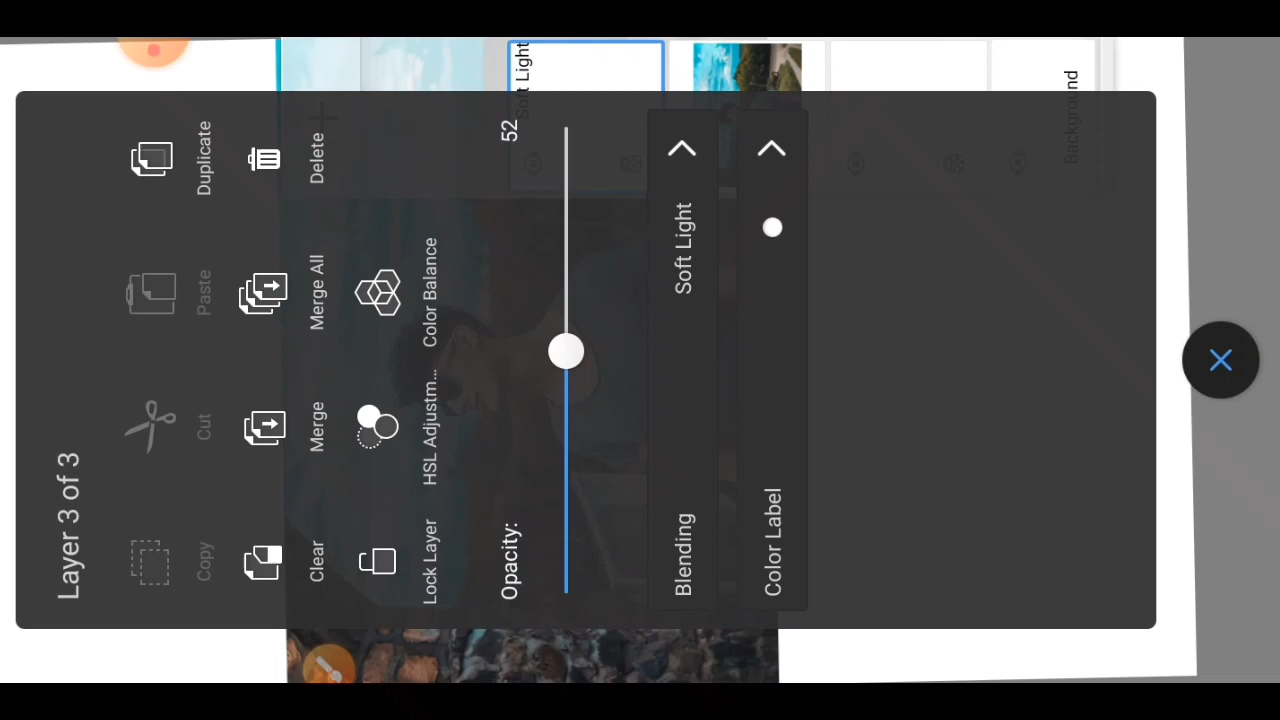 Layer 3 of 3
Copy
Cut
Paste
Duplicate
Clear
Merge
Merge All
Delete
Lock Layer
HSL Adjustm...
Color Balance
Opacity:
52
Blending
Soft Light
Color Label
Soft Light
Background